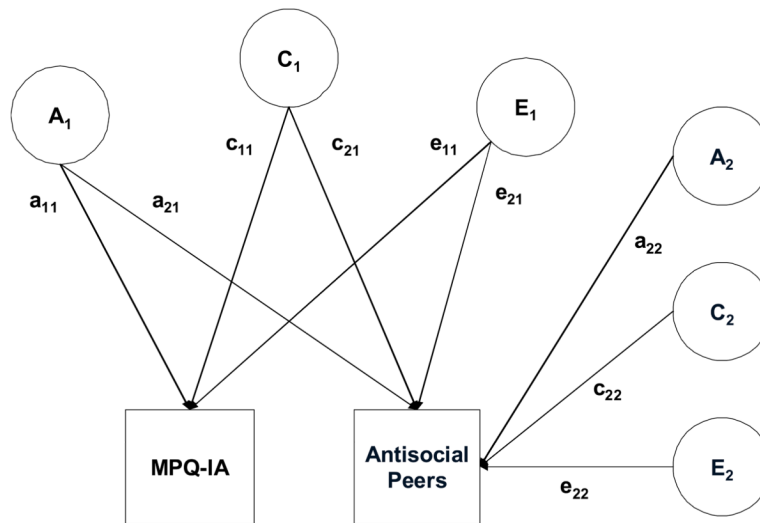 C₁
A₁
E₁
A₂
c₁₁
c₂₁
e₁₁
a₁₁
a₂₁
e₂₁
a₂₂
C₂
c₂₂
MPQ-IA
Antisocial
Peers
E₂
e₂₂